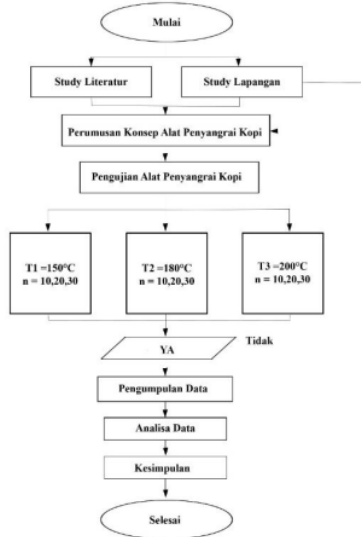 Mulai
Study Literatur
Study Lapangan
Perumusan Konsep Alat Penyangrai Kopi
Pengujian Alat Penyangrai Kopi
T1 =150°C
n = 10,20,30
T2 =180°C
n = 10,20,30
T3 =200°C
n = 10,20,30
YA
Tidak
Pengumpulan Data
Analisa Data
Kesimpulan
Selesai